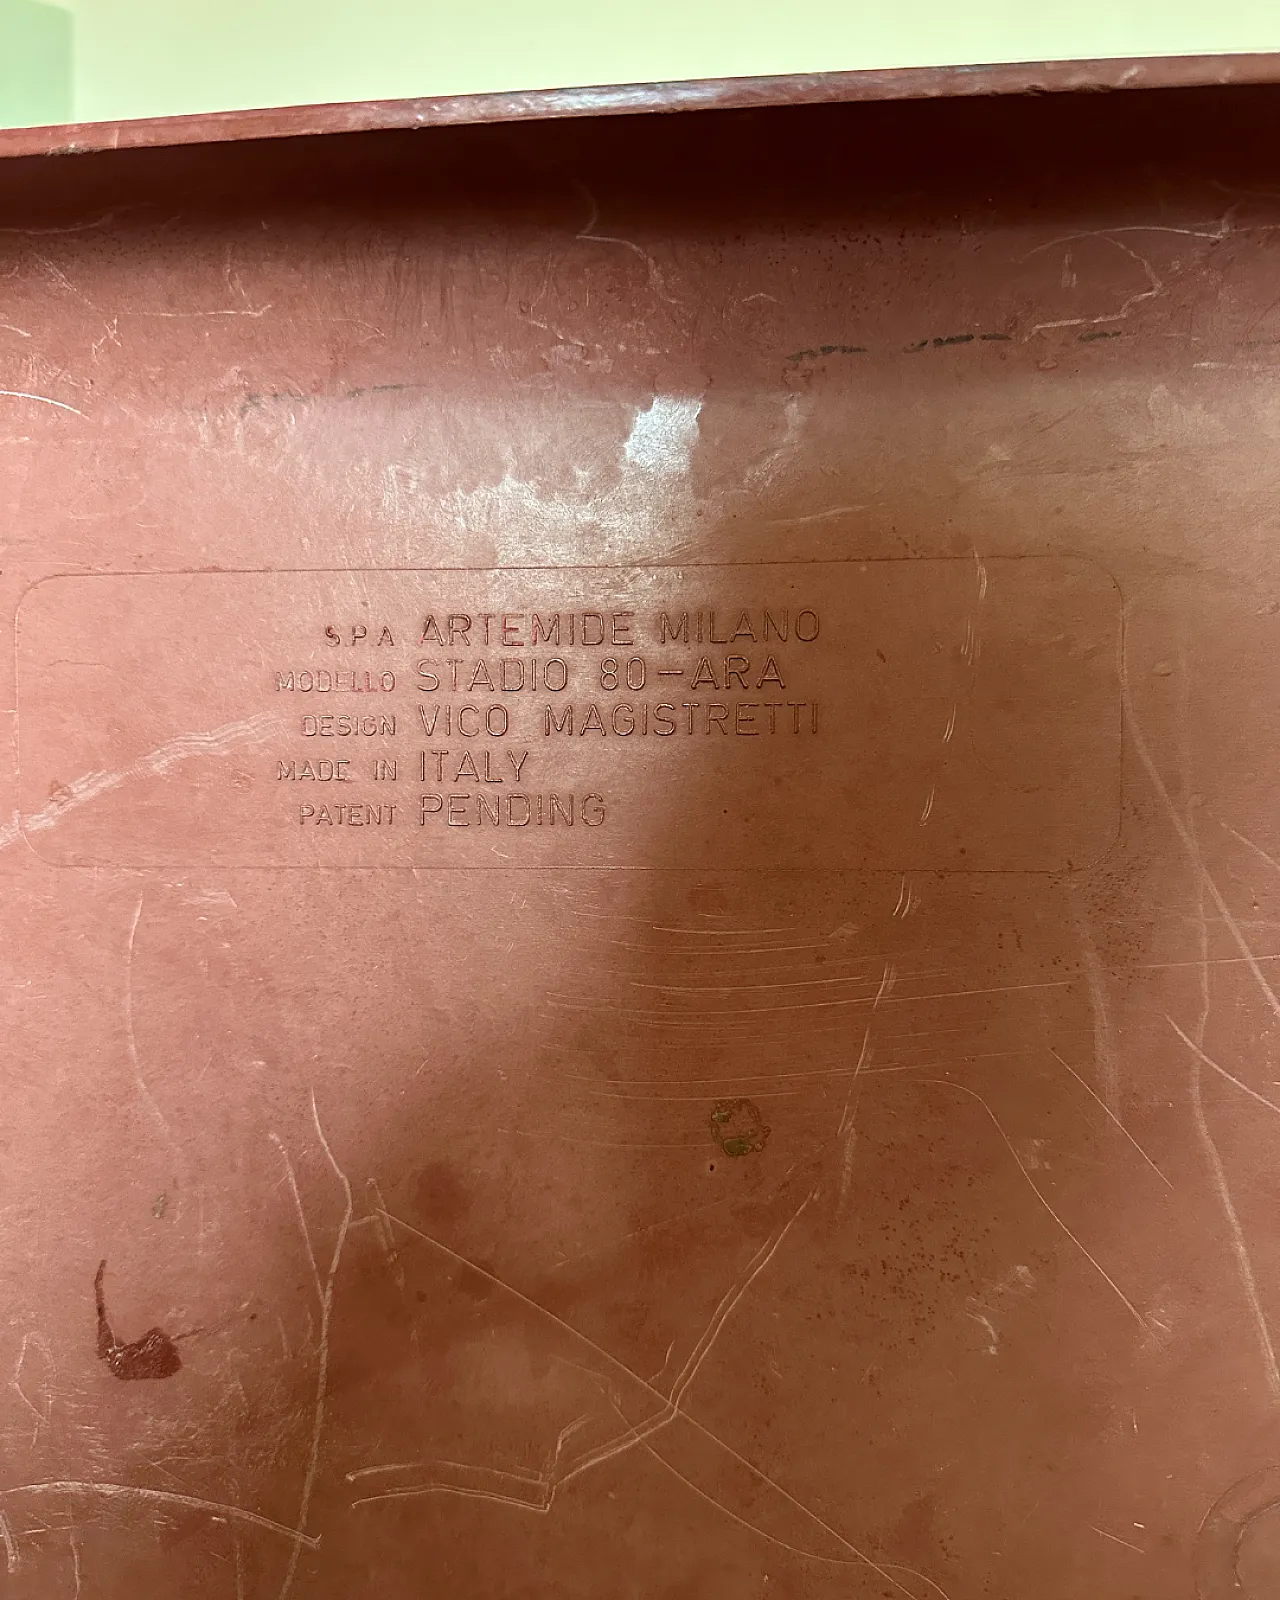 S.P.A ARTEMIDE MILANO
MODELLO STADIO 80-ARA
DESIGN VICO MAGISTRETTI
MADE IN ITALY
PATENT PENDING